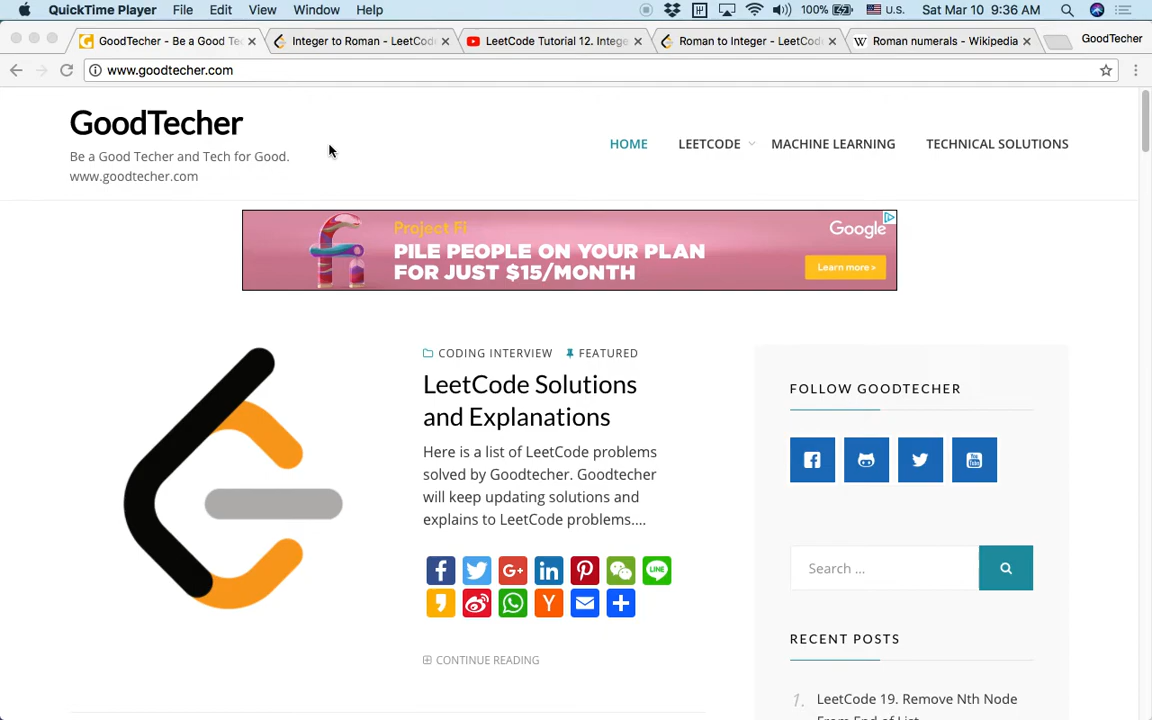 QuickTime Player File Edit View Window Help 100% U.S. Sat Mar 10 9:36 AM
GoodTecher - Be a Good Te Integer to Roman - LeetCod LeetCode Tutorial 12. Intege Roman to Integer - LeetCod W Roman numerals - Wikipedia GoodTecher
www.goodtecher.com
GoodTecher
Be a Good Techer and Tech for Good.
www.goodtecher.com
HOME LEETCODE MACHINE LEARNING TECHNICAL SOLUTIONS
Project Fi
PILE PEOPLE ON YOUR PLAN
FOR JUST $15/MONTH
Google
Learn more >
CODING INTERVIEW FEATURED
LeetCode Solutions
and Explanations
Here is a list of LeetCode problems
solved by Goodtecher. Goodtecher
will keep updating solutions and
explains to LeetCode problems....
LINE
CONTINUE READING
FOLLOW GOODTECHER
You Tube
Search ...
RECENT POSTS
1. LeetCode 19. Remove Nth Node
From End of List